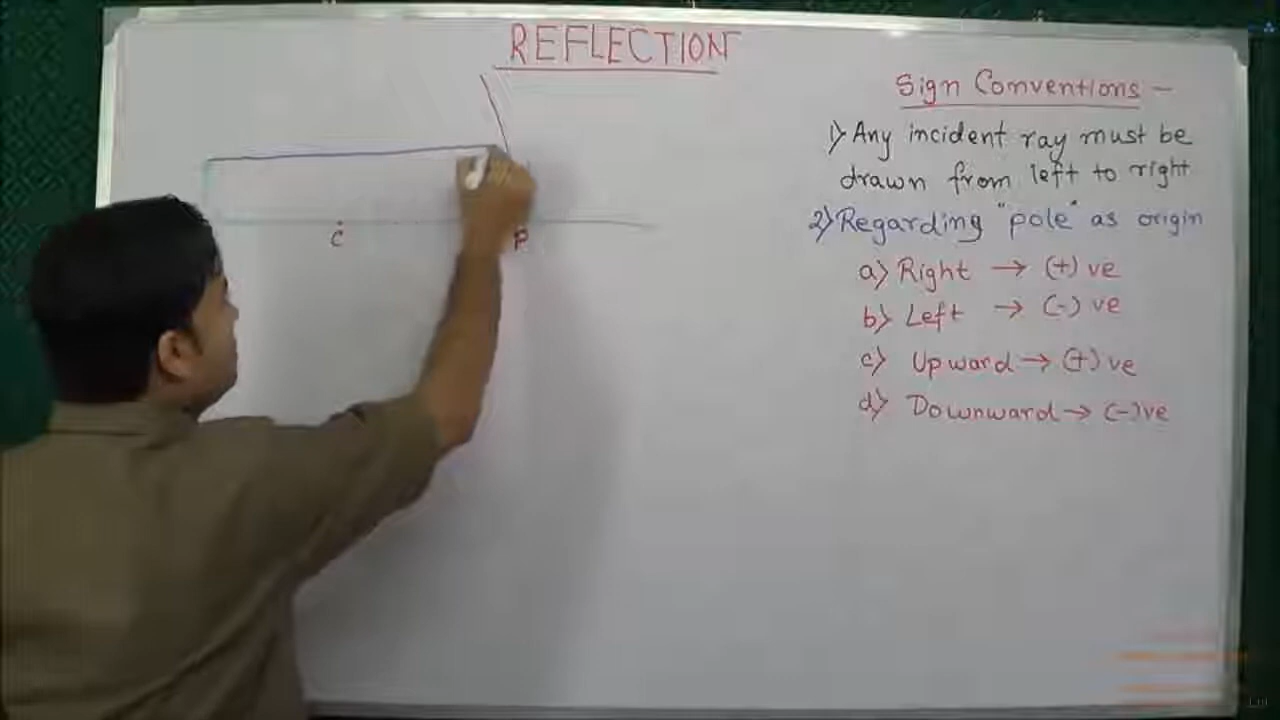 REFLECTION
Sign Conventions -
1) Any incident ray must be
drawn from left to right
2) Regarding "pole" as origin
a) Right → (+) ve
b) Left → (-) ve
c) Upward → (+) ve
d) Downward → (-)ve
C
P